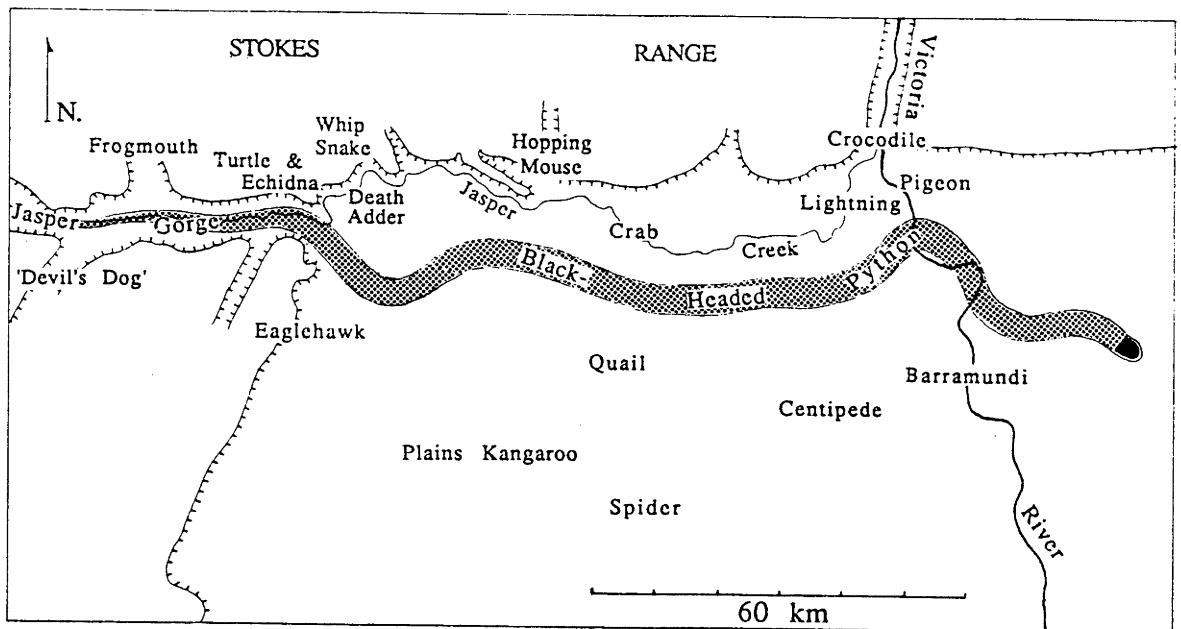 STOKES RANGE
N.
Victoria
Whip
Snake
Hopping
Mouse
Crocodile
Frogmouth
Turtle &
Echidna
Death
Adder
Jasper
Creek
Pigeon
Lightning
Crab
Jasper Gorge
Black-
Headed
Python
'Devil's Dog'
Eaglehawk
Quail
Barramundi
Centipede
Plains Kangaroo
Spider
River
60 km